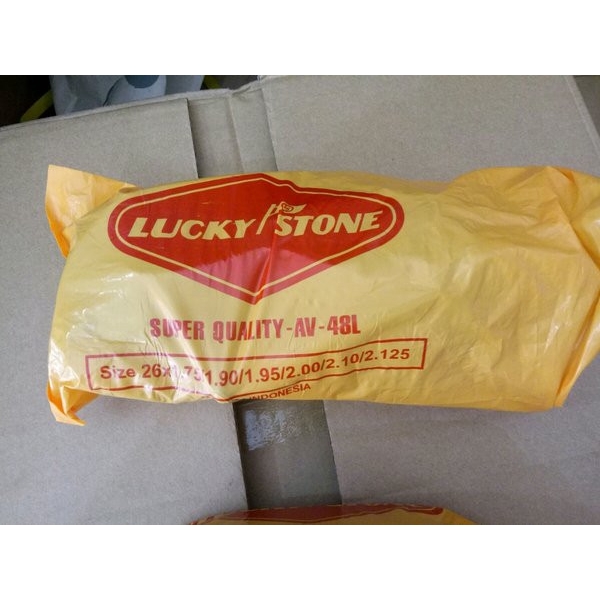 LUCKY STONE
SUPER QUALITY-AV-48L
Size 26x1.75/1.90/1.95/2.00/2.10/2.125
INDONESIA